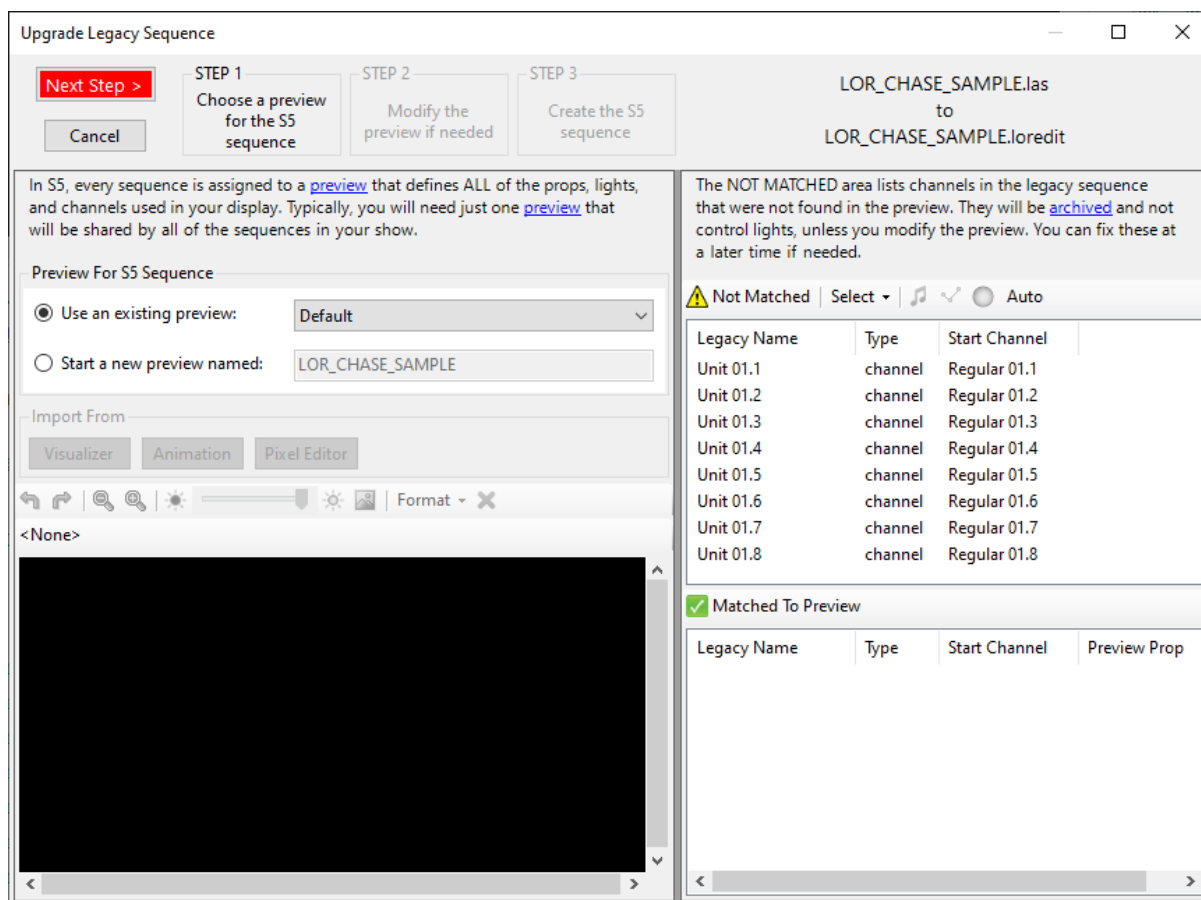 Upgrade Legacy Sequence
Next Step >
Cancel
STEP 1
Choose a preview
for the S5
sequence
STEP 2
Modify the
preview if needed
STEP 3
Create the S5
sequence
LOR_CHASE_SAMPLE.las
to
LOR_CHASE_SAMPLE.loredit
In S5, every sequence is assigned to a preview that defines ALL of the props, lights,
and channels used in your display. Typically, you will need just one preview that
will be shared by all of the sequences in your show.
Preview For S5 Sequence
Use an existing preview:
Default
Start a new preview named:
LOR_CHASE_SAMPLE
Import From
Visualizer
Animation
Pixel Editor
Format
<None>
The NOT MATCHED area lists channels in the legacy sequence
that were not found in the preview. They will be archived and not
control lights, unless you modify the preview. You can fix these at
a later time if needed.
Not Matched
Select
Auto
Legacy Name Type Start Channel
Unit 01.1 channel Regular 01.1
Unit 01.2 channel Regular 01.2
Unit 01.3 channel Regular 01.3
Unit 01.4 channel Regular 01.4
Unit 01.5 channel Regular 01.5
Unit 01.6 channel Regular 01.6
Unit 01.7 channel Regular 01.7
Unit 01.8 channel Regular 01.8
Matched To Preview
Legacy Name Type Start Channel Preview Prop